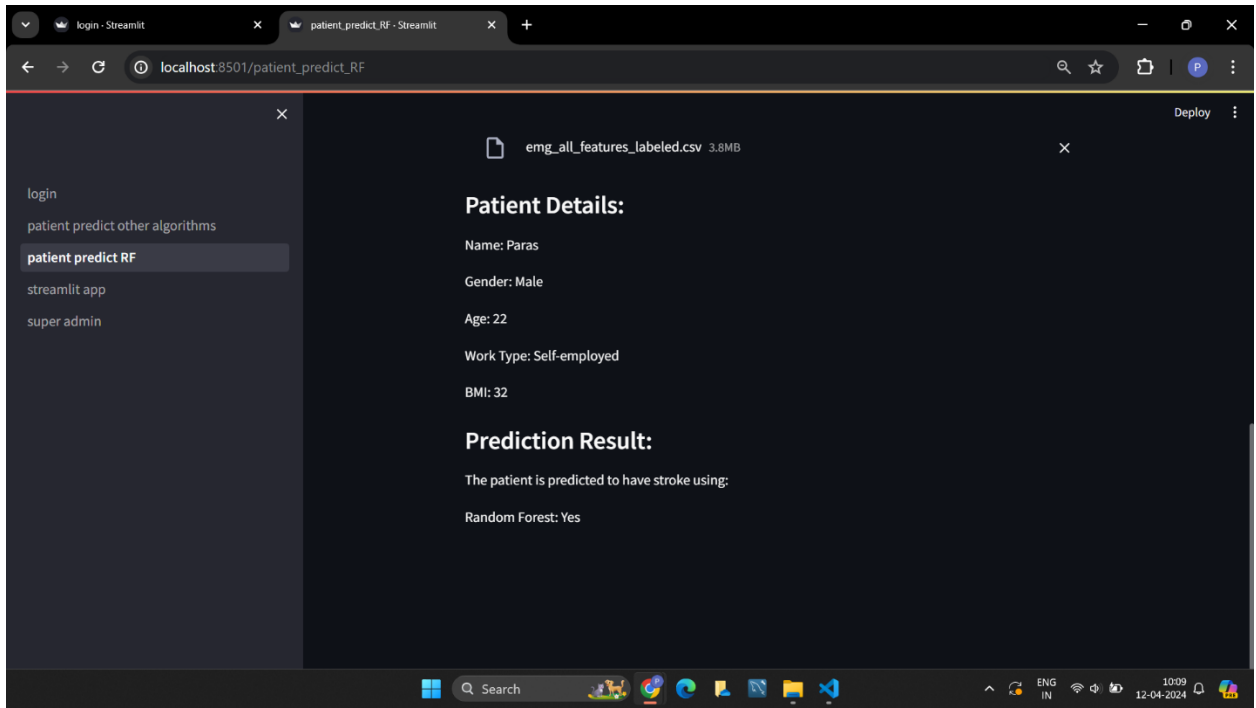 login · Streamlit
patient_predict_RF · Streamlit
localhost:8501/patient_predict_RF
P
Deploy
login
patient predict other algorithms
patient predict RF
streamlit app
super admin
emg_all_features_labeled.csv 3.8MB
Patient Details:
Name: Paras
Gender: Male
Age: 22
Work Type: Self-employed
BMI: 32
Prediction Result:
The patient is predicted to have stroke using:
Random Forest: Yes
Search
ENG
IN
10:09
12-04-2024